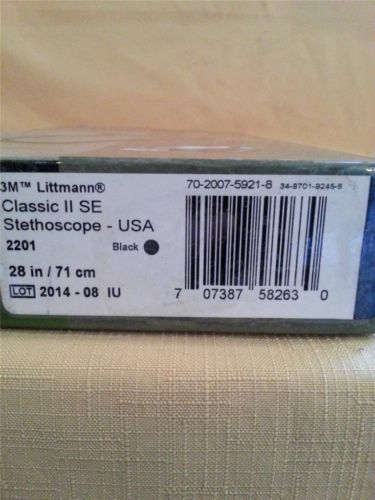 3M™ Littmann®
Classic II SE
Stethoscope - USA
2201 Black
28 in / 71 cm
LOT 2014 - 08 IU
70-2007-5921-8 34-8701-9245-6
7 07387 58263 0